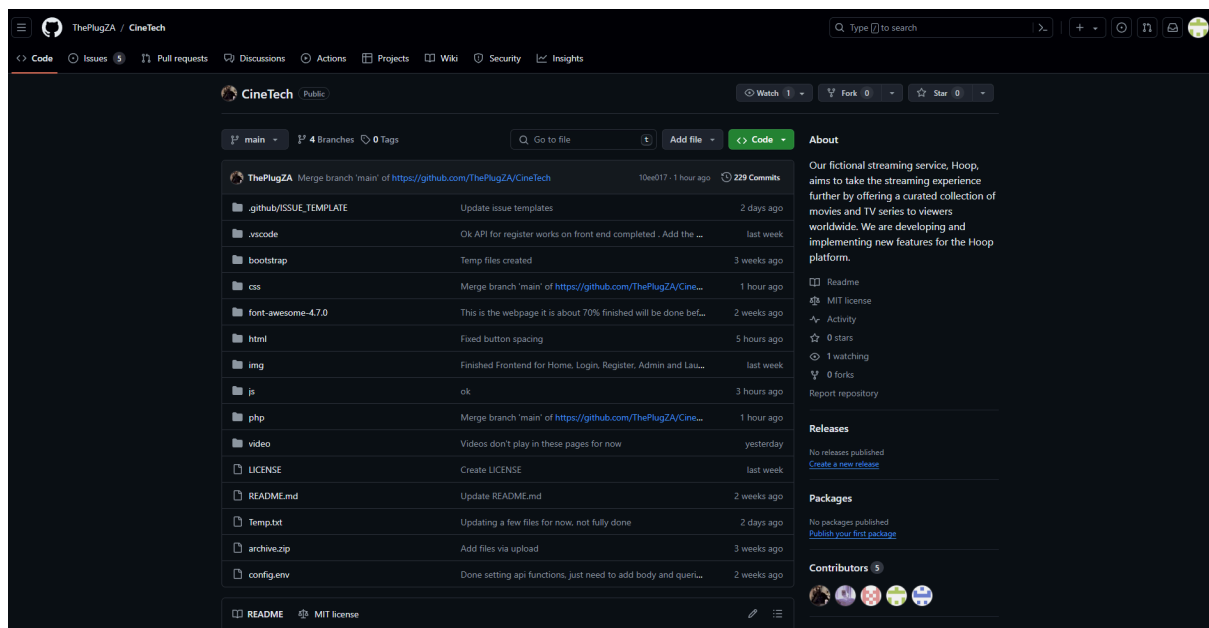 ThePlugZA / CineTech
Type / to search
Code Issues 5 Pull requests Discussions Actions Projects Wiki Security Insights
CineTech Public
Watch 1 Fork 0 Star 0
main 4 Branches 0 Tags Go to file t Add file Code
ThePlugZA Merge branch 'main' of https://github.com/ThePlugZA/CineTech 10ee017 · 1 hour ago 229 Commits
.github/ISSUE_TEMPLATE Update issue templates 2 days ago
.vscode Ok API for register works on front end completed . Add the ... last week
bootstrap Temp files created 3 weeks ago
css Merge branch 'main' of https://github.com/ThePlugZA/Cine... 1 hour ago
font-awesome-4.7.0 This is the webpage it is about 70% finished will be done bef... 2 weeks ago
html Fixed button spacing 5 hours ago
img Finished Frontend for Home, Login, Register, Admin and Lau... last week
js ok 3 hours ago
php Merge branch 'main' of https://github.com/ThePlugZA/Cine... 1 hour ago
video Videos don't play in these pages for now yesterday
LICENSE Create LICENSE last week
README.md Update README.md 2 weeks ago
Temp.txt Updating a few files for now, not fully done 2 days ago
archive.zip Add files via upload 3 weeks ago
config.env Done setting api functions, just need to add body and queri... 2 weeks ago
README MIT license
About
Our fictional streaming service, Hoop,
aims to take the streaming experience
further by offering a curated collection of
movies and TV series to viewers
worldwide. We are developing and
implementing new features for the Hoop
platform.
Readme
MIT license
Activity
0 stars
1 watching
0 forks
Report repository
Releases
No releases published
Create a new release
Packages
No packages published
Publish your first package
Contributors 5